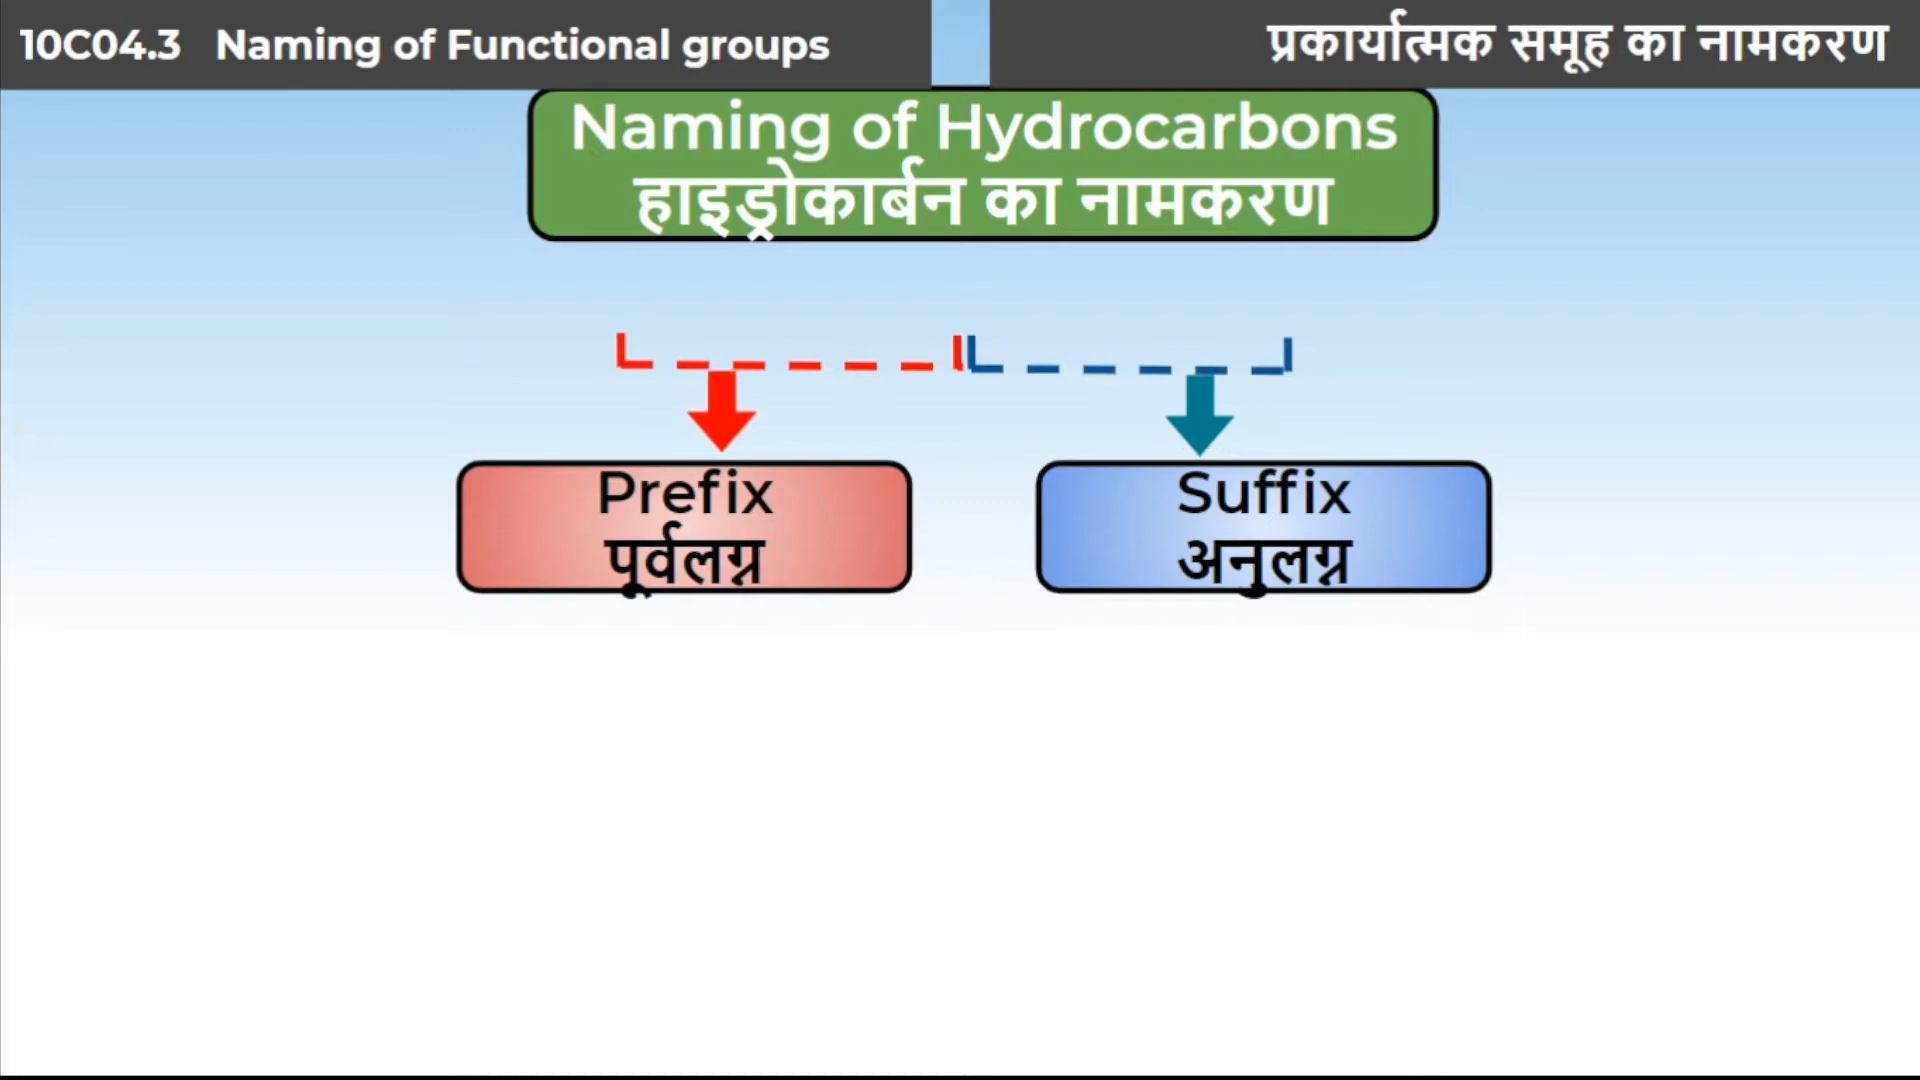 10C04.3 Naming of Functional groups
प्रकार्यात्मक समूह का नामकरण
Naming of Hydrocarbons
हाइड्रोकार्बन का नामकरण
Prefix
पूर्वलग्न
Suffix
अनुलग्न